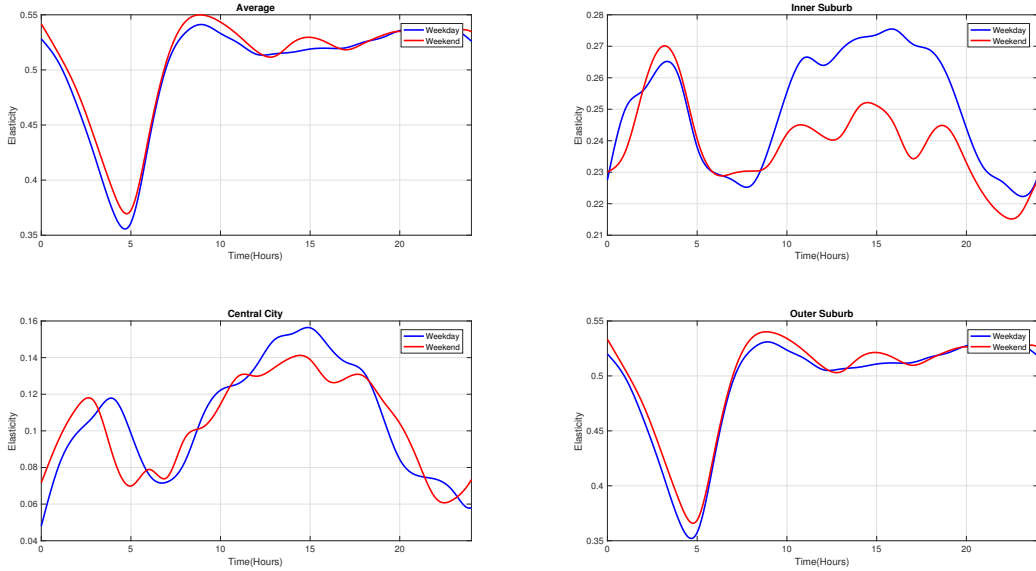 Average
0.55
0.5
0.45
0.4
0.35
Elasticity
0
5
10
15
20
Time(Hours)
Weekday
Weekend
Inner Suburb
0.28
0.27
0.26
0.25
0.24
0.23
0.22
0.21
Elasticity
0
5
10
15
20
Time(Hours)
Weekday
Weekend
Central City
0.16
0.14
0.12
0.1
0.08
0.06
0.04
Elasticity
0
5
10
15
20
Time(Hours)
Weekday
Weekend
Outer Suburb
0.55
0.5
0.45
0.4
0.35
Elasticity
0
5
10
15
20
Time(Hours)
Weekday
Weekend